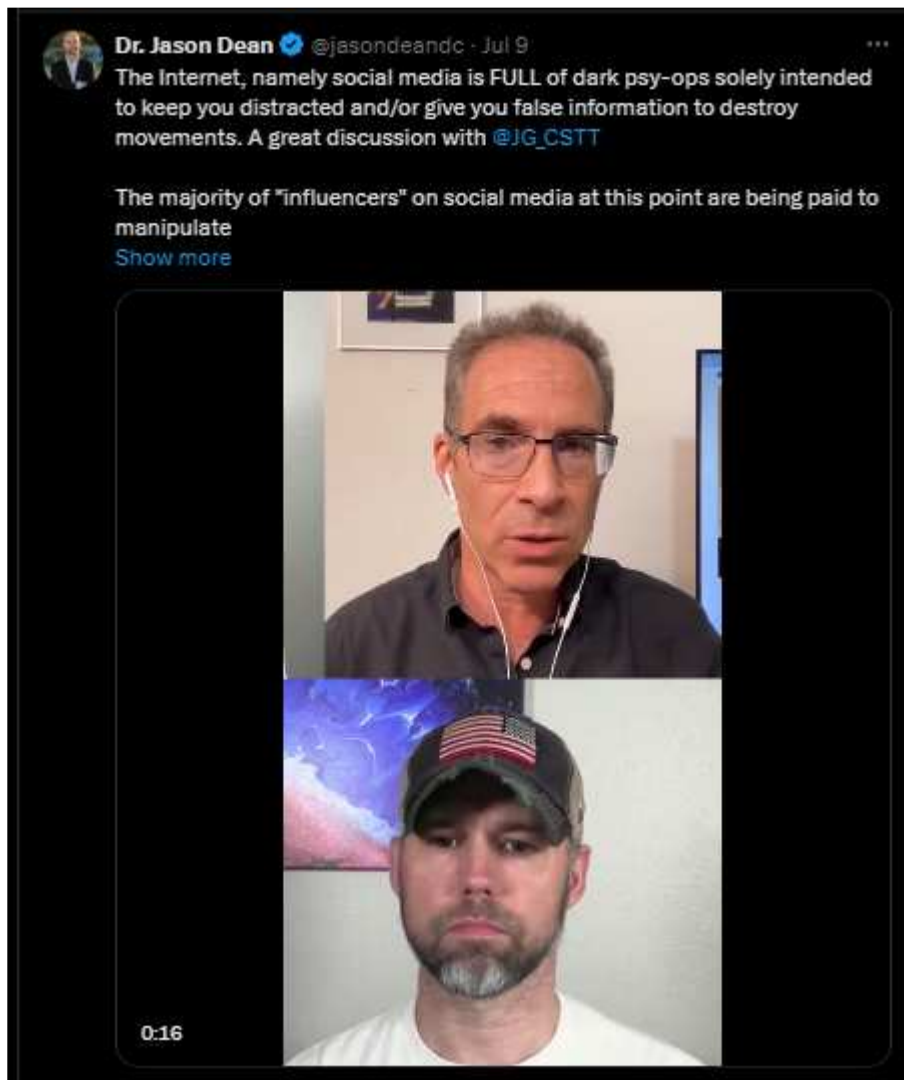 Dr. Jason Dean @jasondeandc · Jul 9
The Internet, namely social media is FULL of dark psy-ops solely intended
to keep you distracted and/or give you false information to destroy
movements. A great discussion with @JG_CSTT
The majority of "influencers" on social media at this point are being paid to
manipulate
Show more
0:16